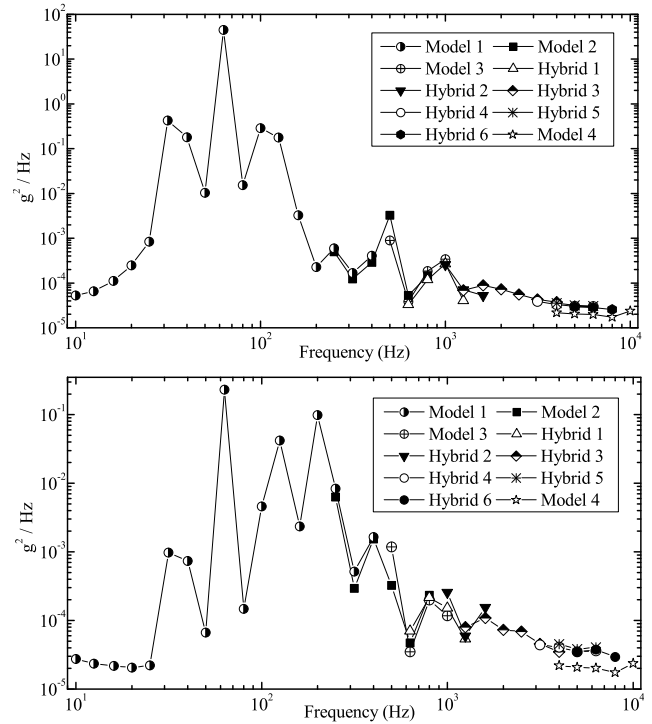 10^2
10^1
10^0
10^-1
10^-2
10^-3
10^-4
10^-5
g^2 / Hz
Model 1 Model 2
Model 3 Hybrid 1
Hybrid 2 Hybrid 3
Hybrid 4 Hybrid 5
Hybrid 6 Model 4
10^1 10^2 10^3 10^4
Frequency (Hz)
10^-1
10^-2
10^-3
10^-4
10^-5
g^2 / Hz
Model 1 Model 2
Model 3 Hybrid 1
Hybrid 2 Hybrid 3
Hybrid 4 Hybrid 5
Hybrid 6 Model 4
10^1 10^2 10^3 10^4
Frequency (Hz)